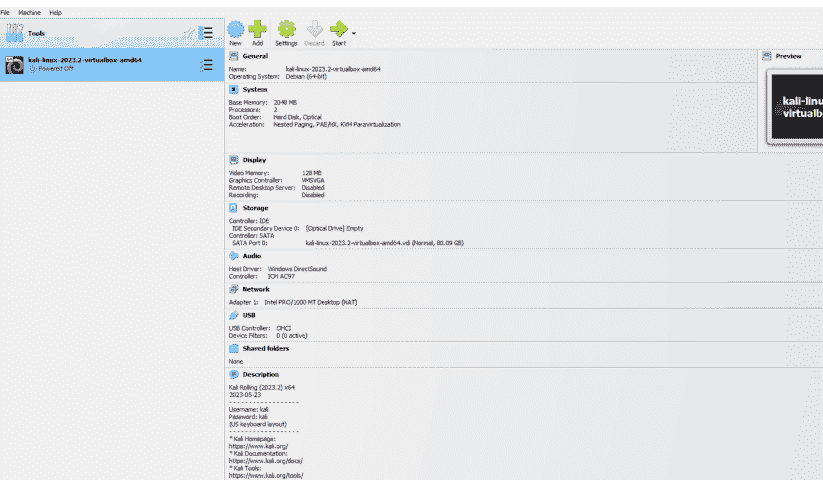 File Machine Help
Tools
New Add Settings Discard Start
kali-linux-2023.2-virtualbox-amd64
Powered Off
General
Name: kali-linux-2023.2-virtualbox-amd64
Operating System: Debian (64-bit)
System
Base Memory: 2048 MB
Processors: 2
Boot Order: Hard Disk, Optical
Acceleration: Nested Paging, PAE/NX, KVM Paravirtualization
Preview
kali-linu
virtualb
Display
Video Memory: 128 MB
Graphics Controller: VMSVGA
Remote Desktop Server: Disabled
Recording: Disabled
Storage
Controller: IDE
IDE Secondary Device 0: [Optical Drive] Empty
Controller: SATA
SATA Port 0: kali-linux-2023.2-virtualbox-amd64.vdi (Normal, 80.09 GB)
Audio
Host Driver: Windows DirectSound
Controller: ICH AC97
Network
Adapter 1: Intel PRO/1000 MT Desktop (NAT)
USB
USB Controller: OHCI
Device Filters: 0 (0 active)
Shared folders
None
Description
Kali Rolling (2023.2) x64
2023-05-23
- - - - - - - - - - - - - - - - - -
Username: kali
Password: kali
(US keyboard layout)
- - - - - - - - - - - - - - - - - -
* Kali Homepage:
https://www.kali.org/
* Kali Documentation:
https://www.kali.org/docs/
* Kali Tools:
https://www.kali.org/tools/